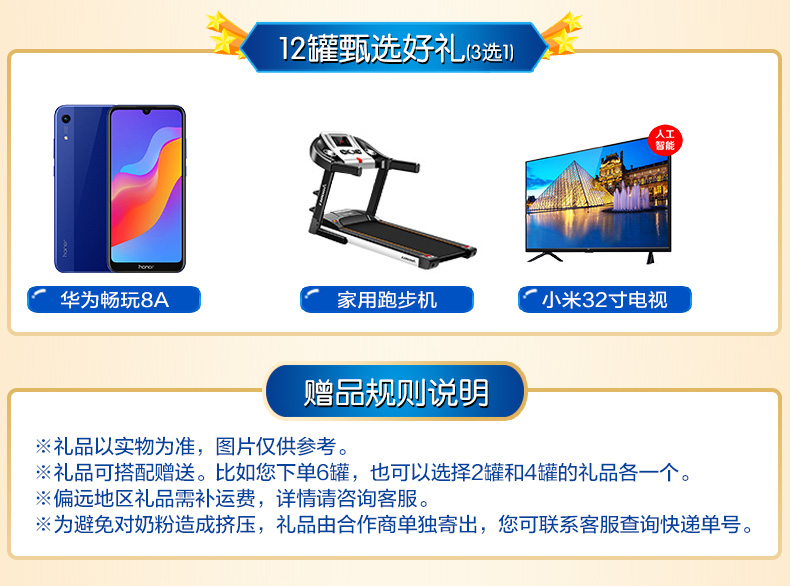 12罐甄选好礼(3选1)
人工
智能
honor
honor
华为畅玩8A
家用跑步机
小米32寸电视
赠品规则说明
※礼品以实物为准，图片仅供参考。
※礼品可搭配赠送。比如您下单6罐，也可以选择2罐和4罐的礼品各一个。
※偏远地区礼品需补运费，详情请咨询客服。
※为避免对奶粉造成挤压，礼品由合作商单独寄出，您可联系客服查询快递单号。